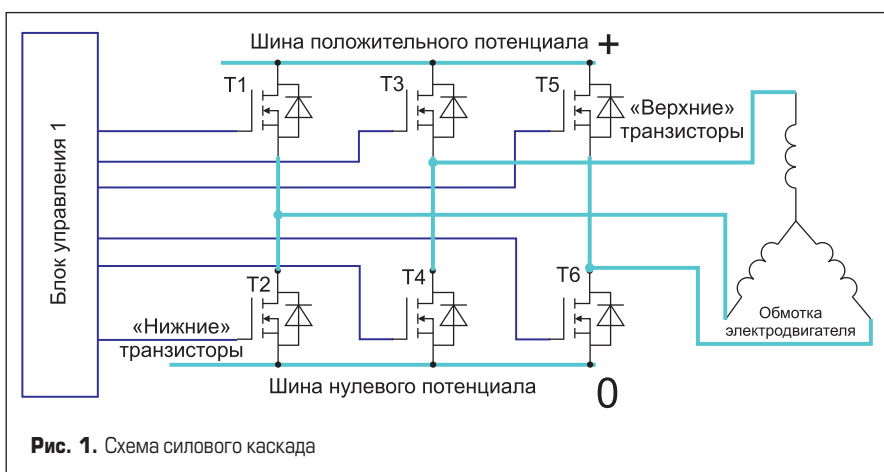 Шина положительного потенциала +
T1
T3
T5
«Верхние»
транзисторы
Блок управления 1
T2
T4
T6
«Нижние»
транзисторы
Обмотка
электродвигателя
Шина нулевого потенциала
0
Рис. 1. Схема силового каскада